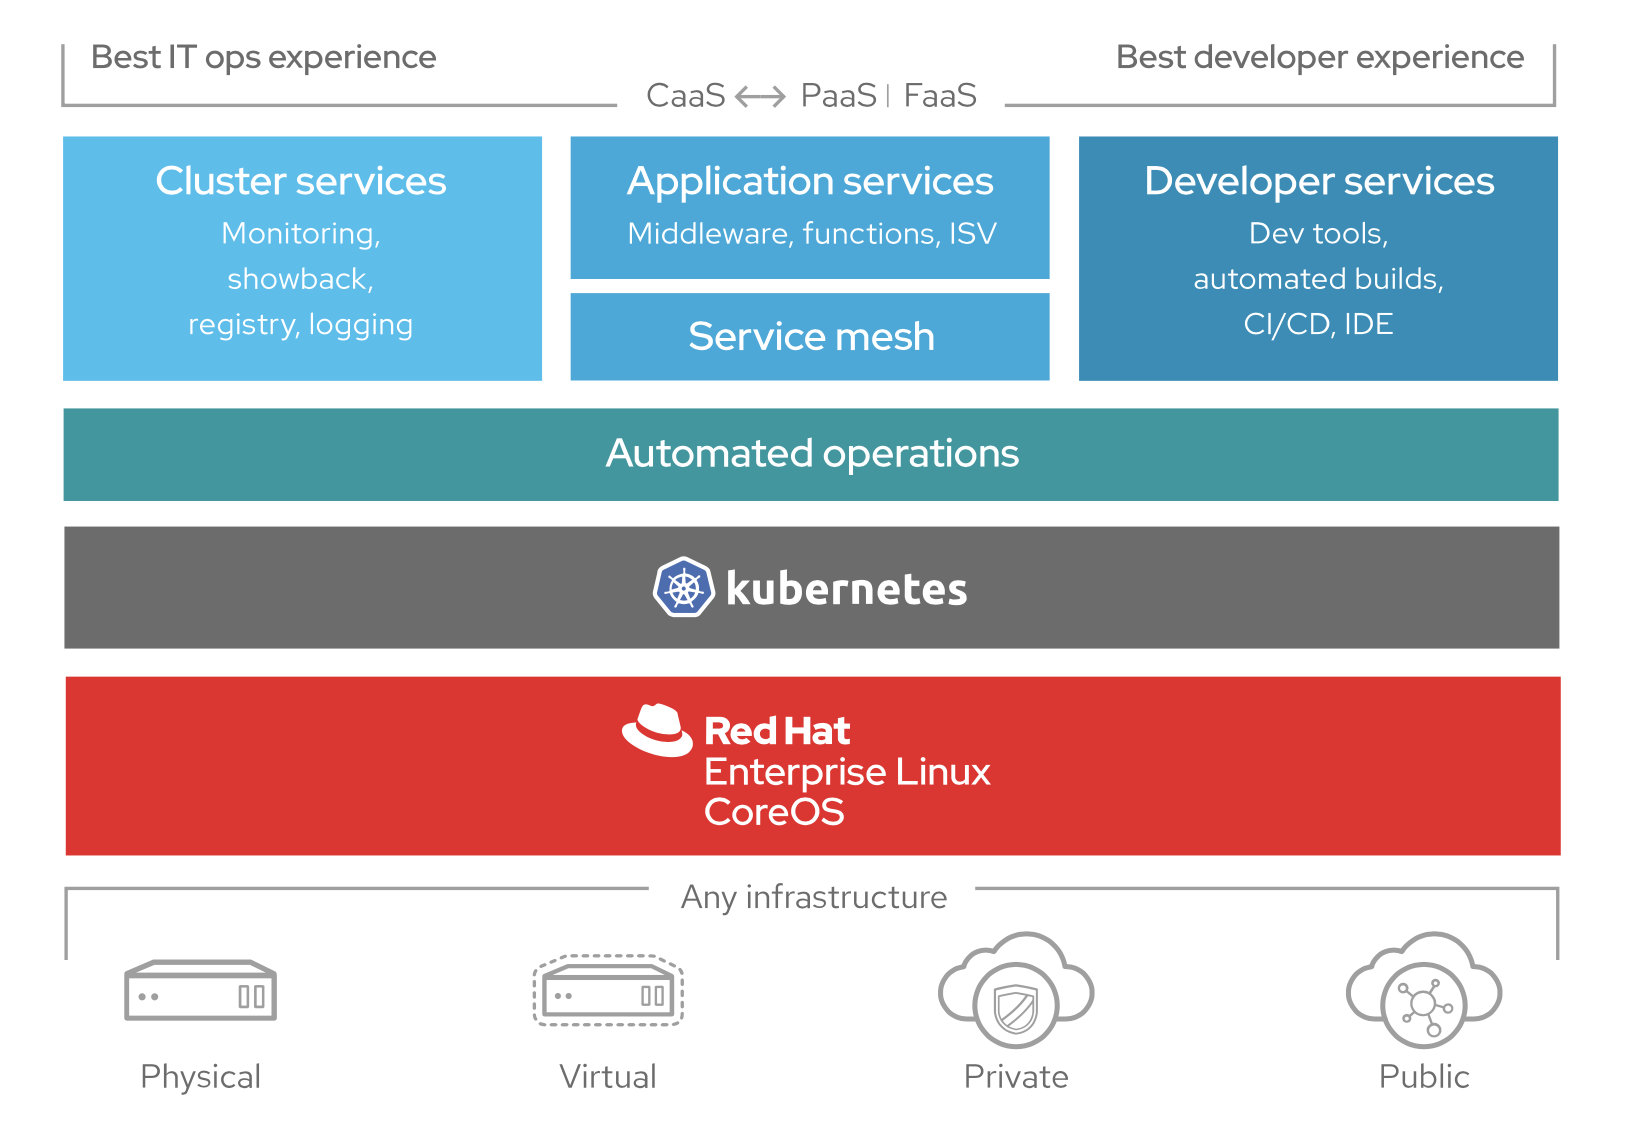 Best IT ops experience
Best developer experience
CaaS ↔ PaaS | FaaS
Cluster services
Monitoring,
showback,
registry, logging
Application services
Middleware, functions, ISV
Service mesh
Developer services
Dev tools,
automated builds,
CI/CD, IDE
Automated operations
kubernetes
Red Hat
Enterprise Linux
CoreOS
Any infrastructure
Physical
Virtual
Private
Public